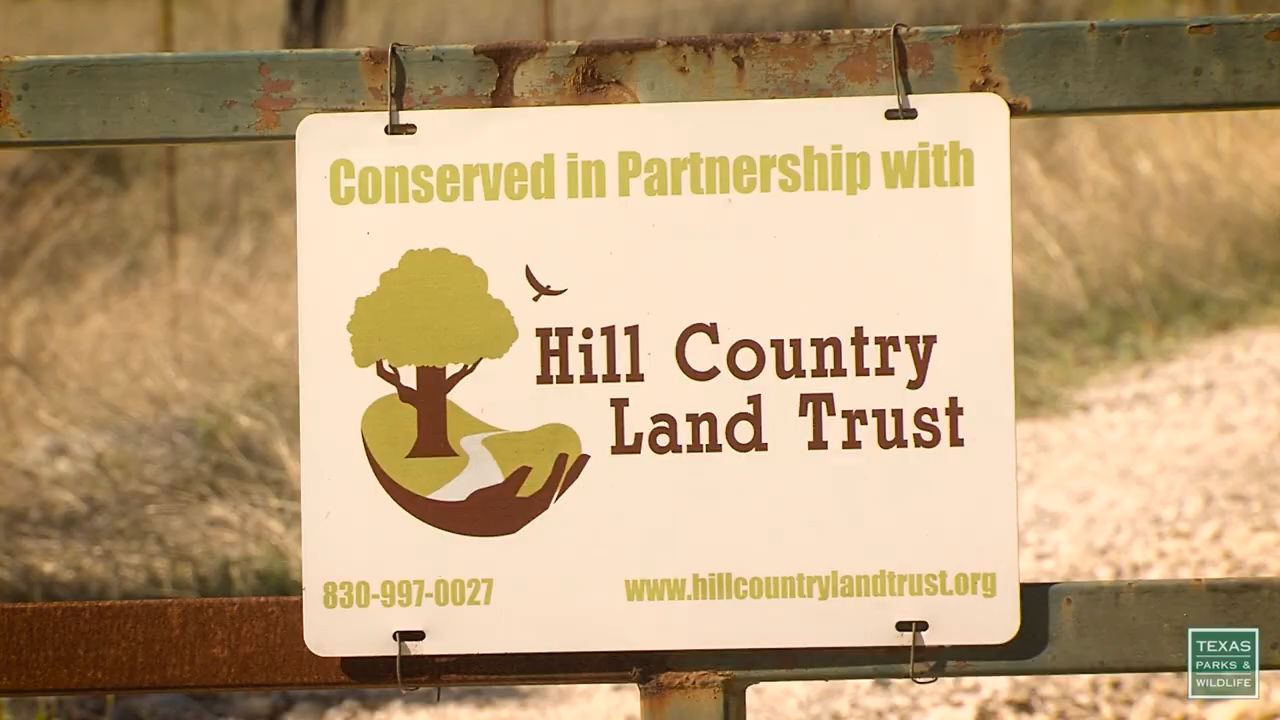 Conserved in Partnership with
Hill Country
Land Trust
830-997-0027
www.hillcountrylandtrust.org
TEXAS
PARKS &
WILDLIFE